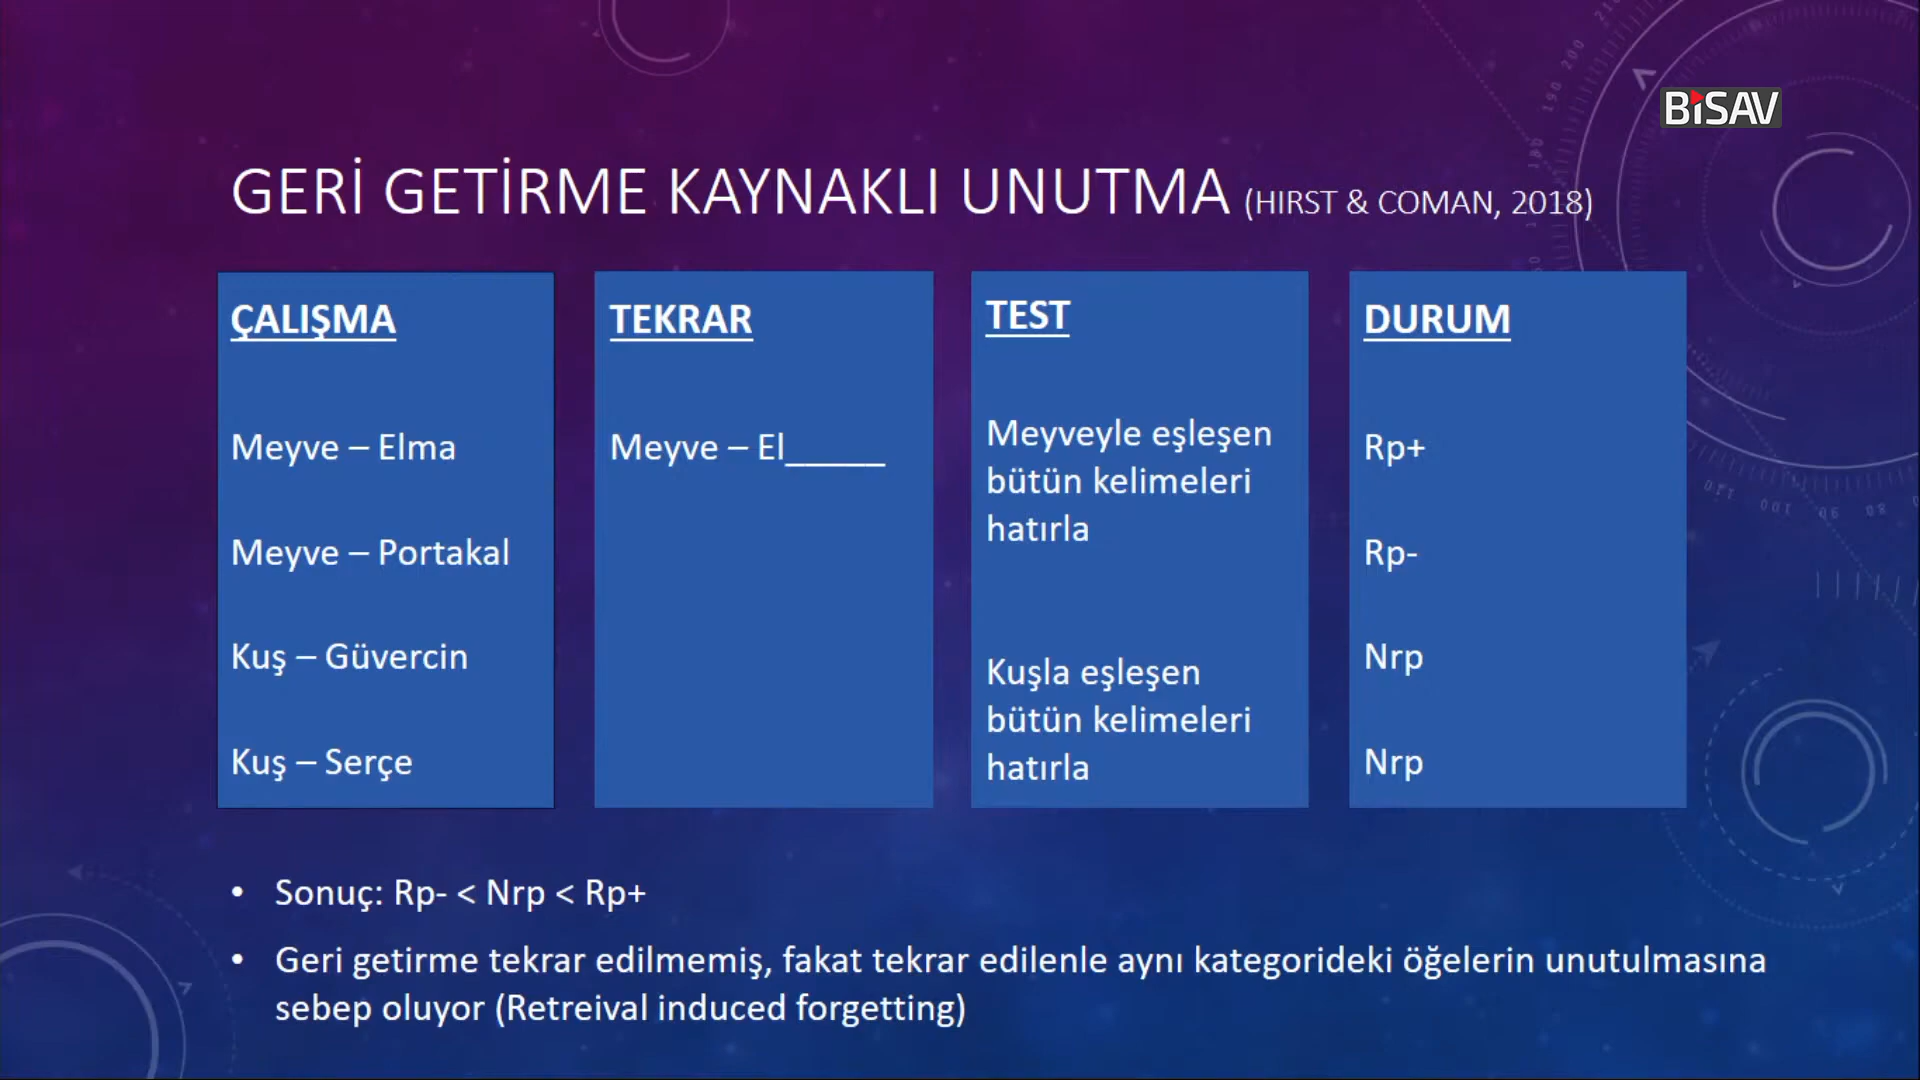 BİSAV
GERİ GETİRME KAYNAKLI UNUTMA (HIRST & COMAN, 2018)
ÇALIŞMA
Meyve – Elma
Meyve – Portakal
Kuş – Güvercin
Kuş – Serçe
TEKRAR
Meyve – El_____
TEST
Meyveyle eşleşen
bütün kelimeleri
hatırla
Kuşla eşleşen
bütün kelimeleri
hatırla
DURUM
Rp+
Rp-
Nrp
Nrp
• Sonuç: Rp- < Nrp < Rp+
• Geri getirme tekrar edilmemiş, fakat tekrar edilenle aynı kategorideki öğelerin unutulmasına
sebep oluyor (Retreival induced forgetting)